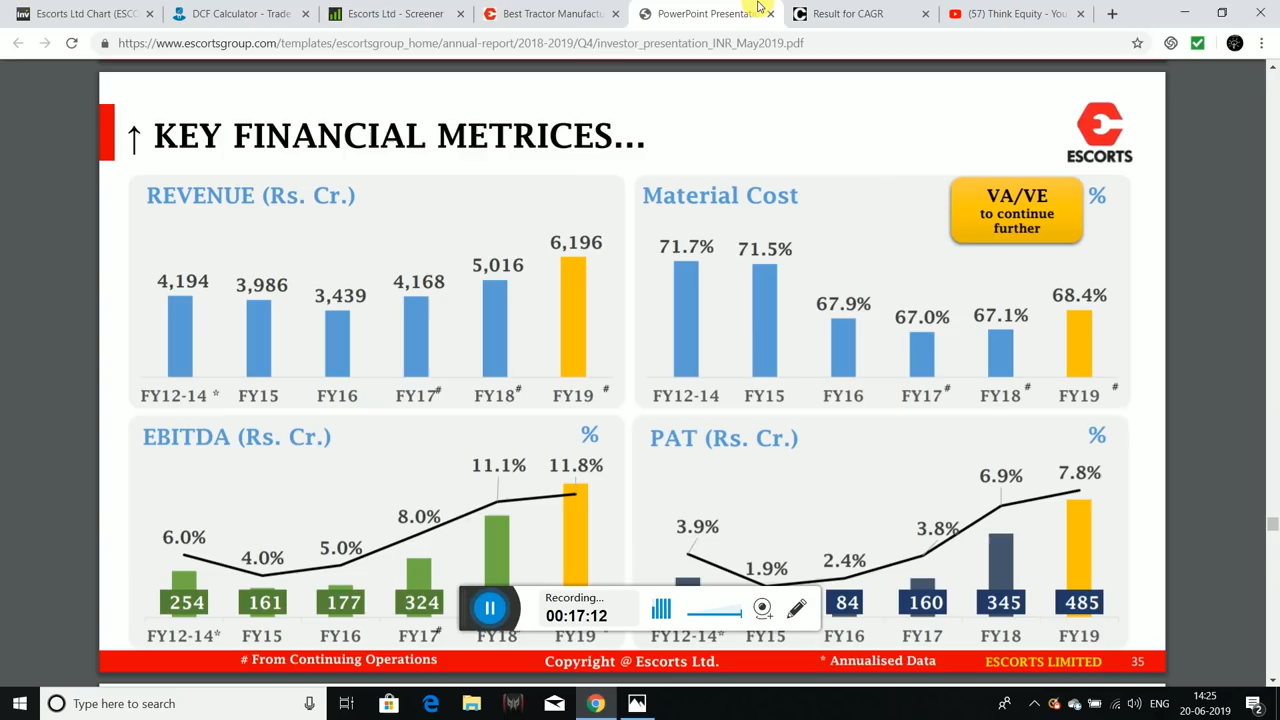 Escorts Ltd Chart (ESC
DCF Calculator - Trade
Escorts Ltd - Screener
Best Tractor Manufactu
PowerPoint Presenta
Result for CAGR
(57) Think Equity - You
https://www.escortsgroup.com/templates/escortsgroup_home/annual-report/2018-2019/Q4/investor_presentation_INR_May2019.pdf
↑ KEY FINANCIAL METRICES...
ESCORTS
REVENUE (Rs. Cr.)
4,194
3,986
3,439
4,168
5,016
6,196
FY12-14 *
FY15
FY16
FY17#
FY18#
FY19 #
Material Cost
%
VA/VE
to continue
further
71.7%
71.5%
67.9%
67.0%
67.1%
68.4%
FY12-14
FY15
FY16
FY17#
FY18 #
FY19 #
EBITDA (Rs. Cr.)
%
6.0%
4.0%
5.0%
8.0%
11.1%
11.8%
254
161
177
324
FY12-14*
FY15
FY16
FY17#
FY18#
FY19 #
PAT (Rs. Cr.)
%
3.9%
1.9%
2.4%
3.8%
6.9%
7.8%
84
160
345
485
FY12-14*
FY15
FY16
FY17
FY18
FY19
Recording...
00:17:12
# From Continuing Operations
Copyright @ Escorts Ltd.
* Annualised Data
ESCORTS LIMITED
35
Type here to search
ENG
14:25
20-06-2019
2